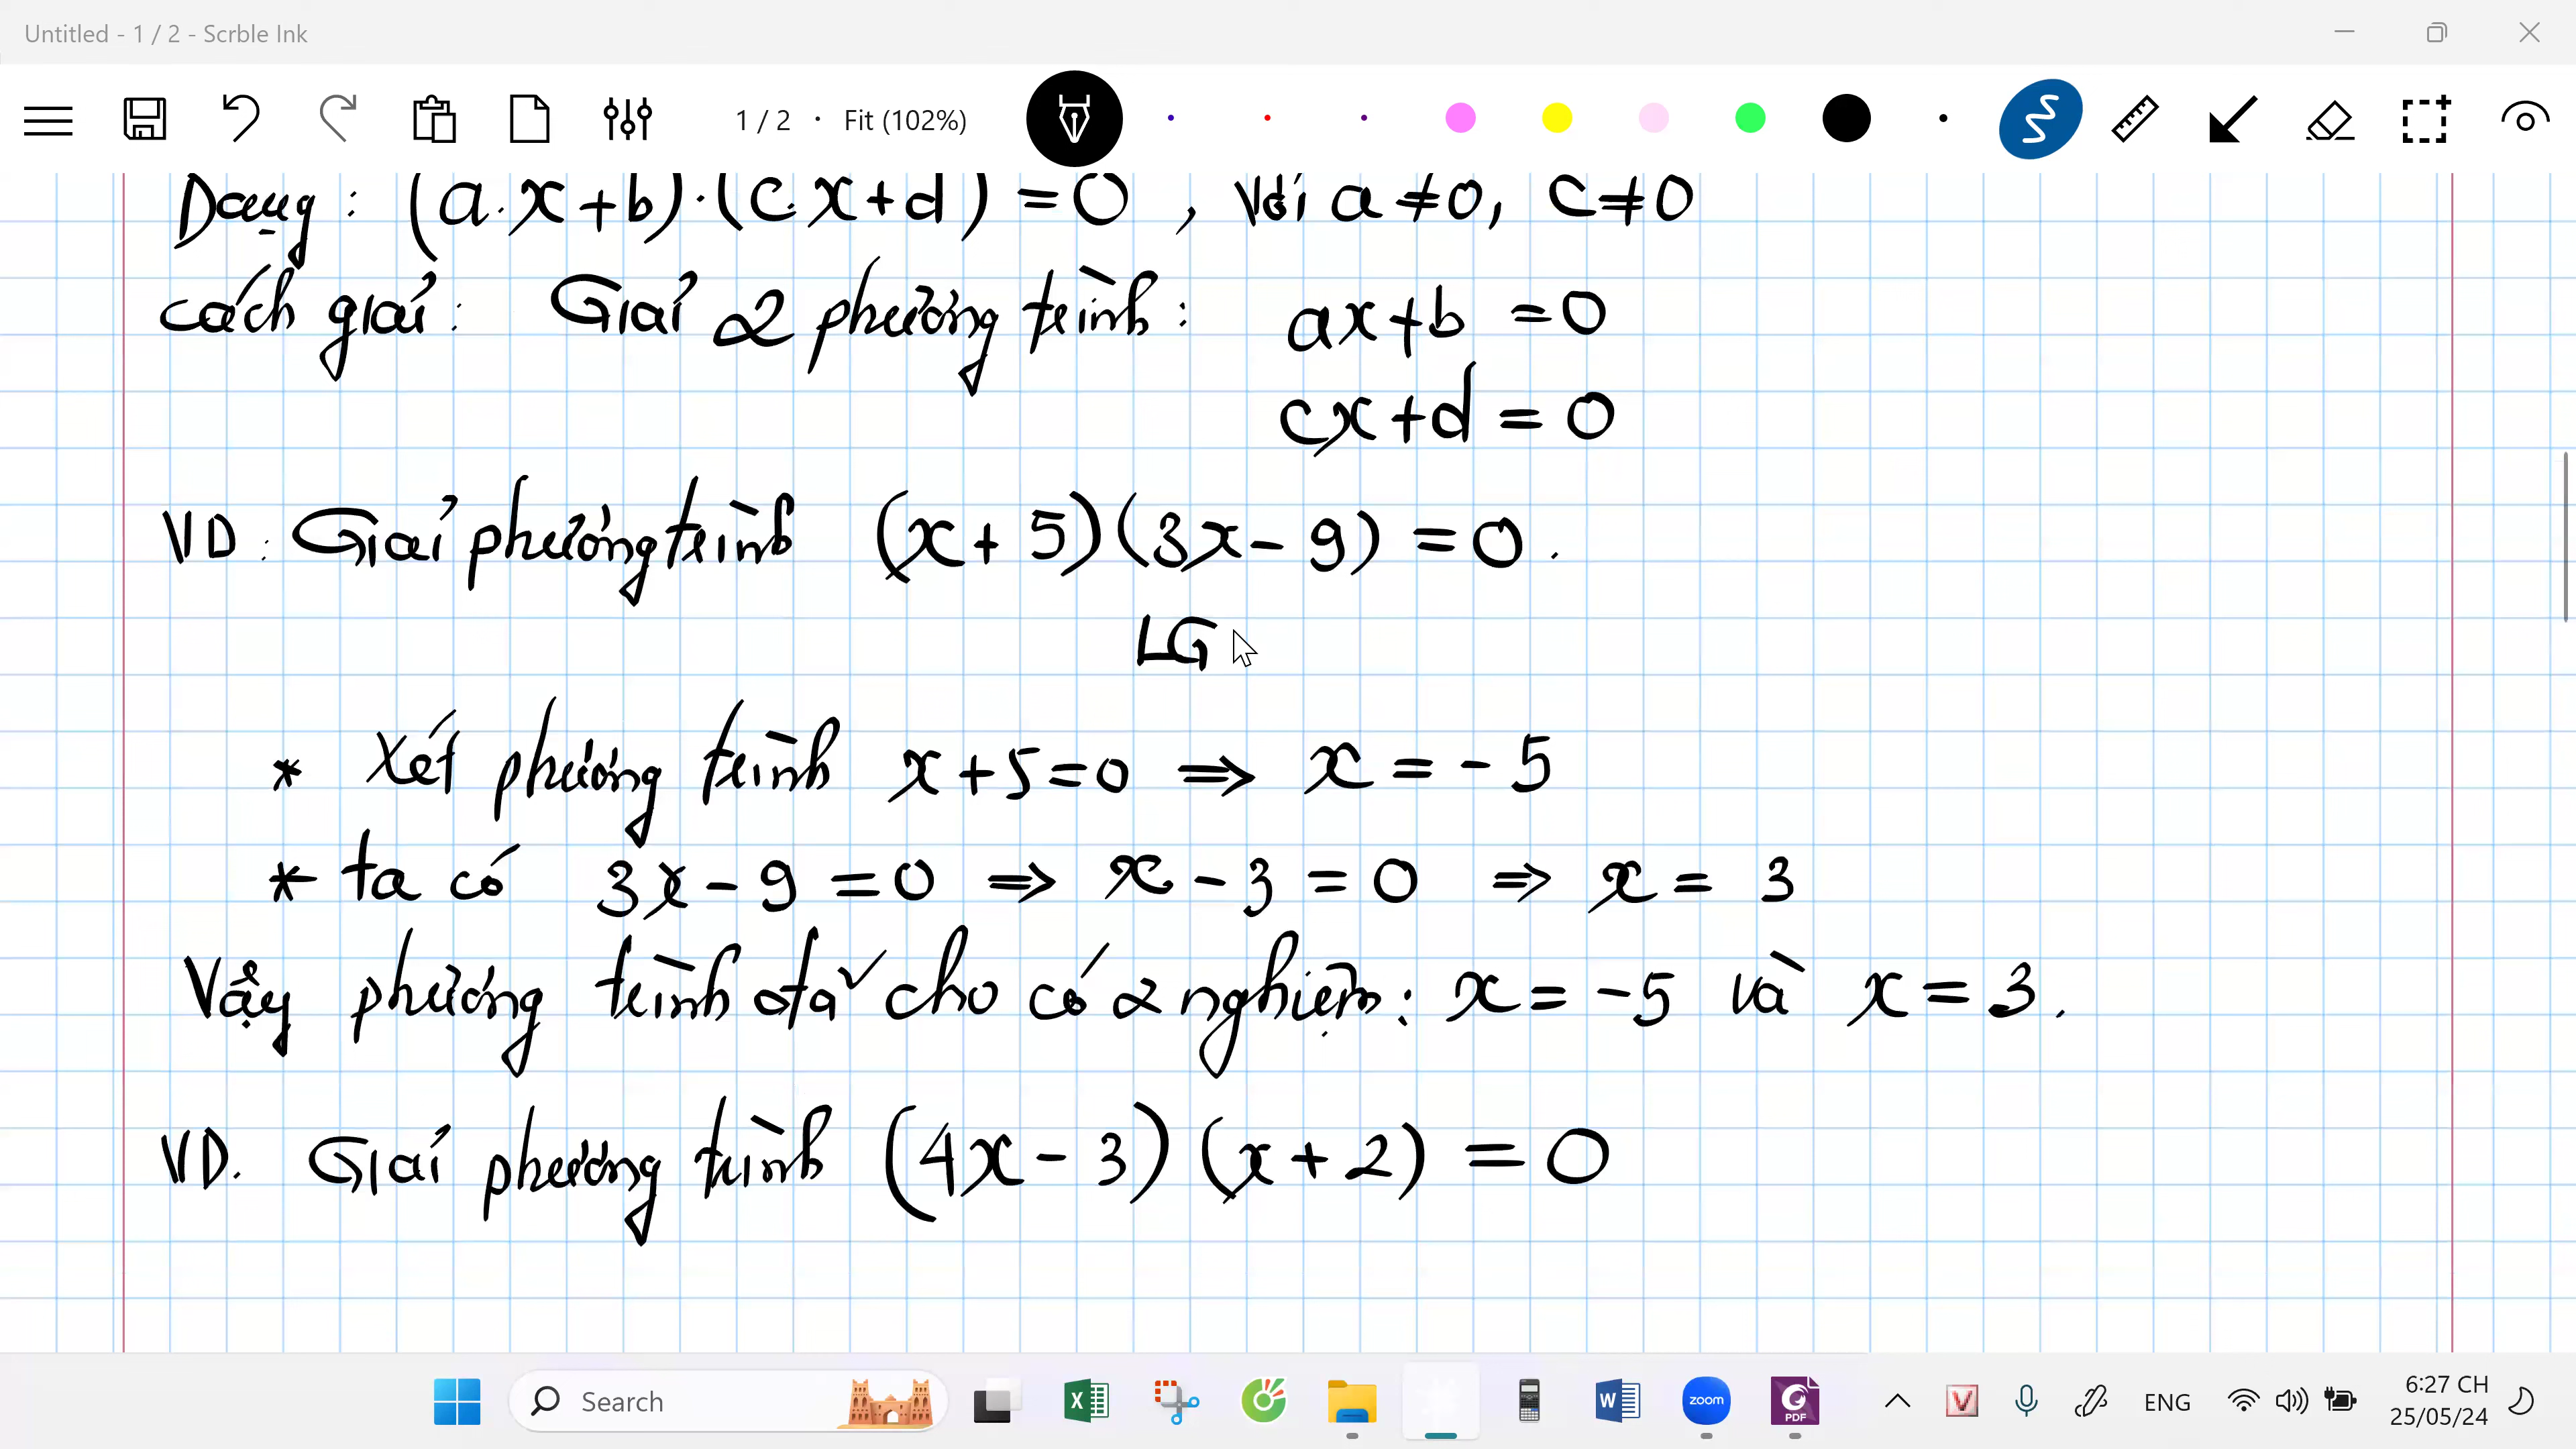 Untitled - 1 / 2 - Scrble Ink
1 / 2 · Fit (102%)
Dạng : (a.x+b).(c.x+d) = 0 , với a ≠ 0, c ≠ 0
cách giải : Giải 2 phương trình : ax+b = 0
cx+d = 0
VD : Giải phương trình (x+5)(3x-9) = 0 .
LG
* Xét phương trình x+5=0 ⇒ x = -5
* ta có 3x-9=0 ⇒ x-3=0 ⇒ x = 3
Vậy phương trình đã cho có 2 nghiệm : x = -5 và x = 3 .
VD. Giải phương trình (4x-3)(x+2) = 0
Search
zoom
PDF
ENG
6:27 CH
25/05/24